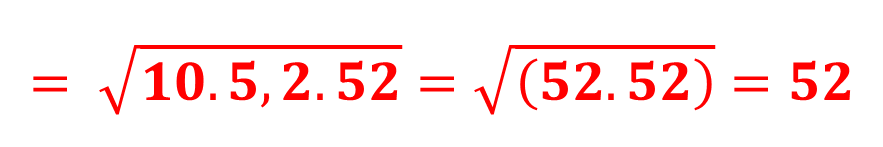 = √10.5,2.52 = √(52.52) = 52